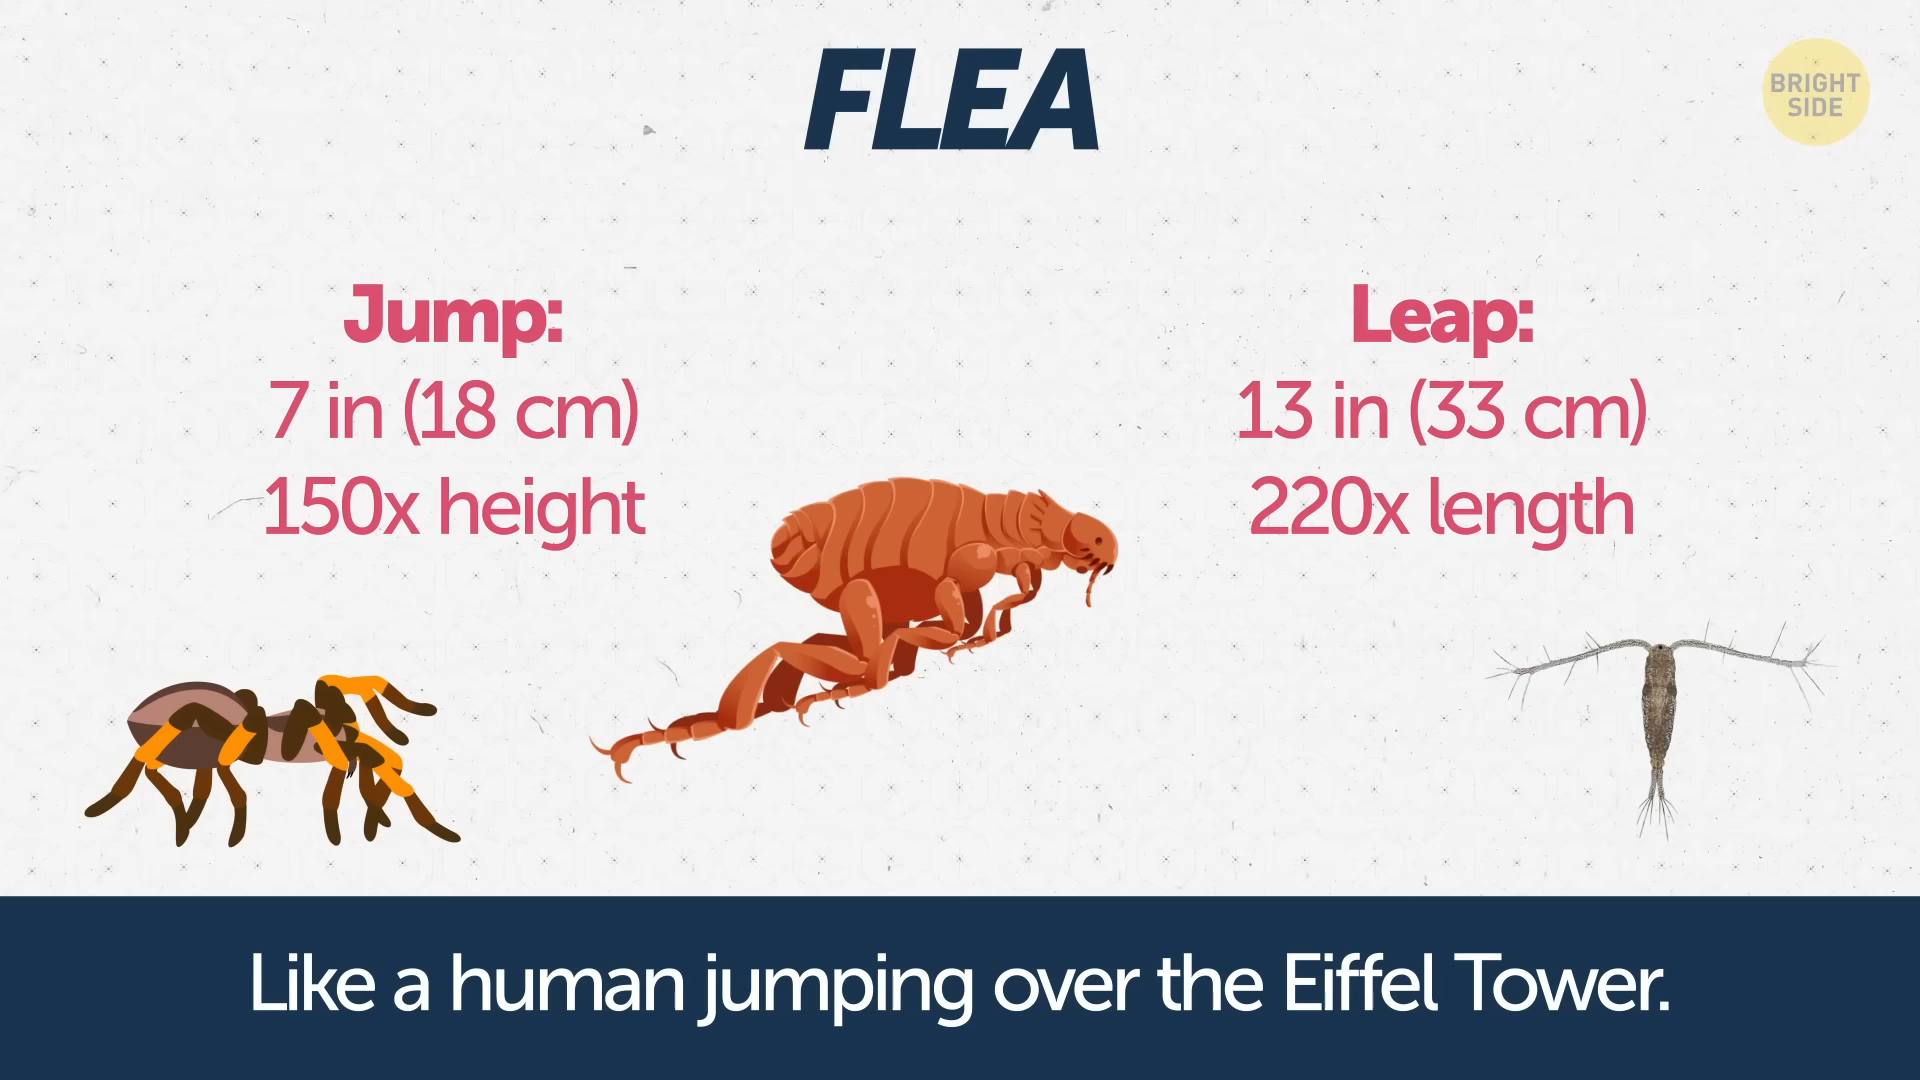 FLEA
BRIGHT
SIDE
Jump:
7 in (18 cm)
150x height
Leap:
13 in (33 cm)
220x length
Like a human jumping over the Eiffel Tower.